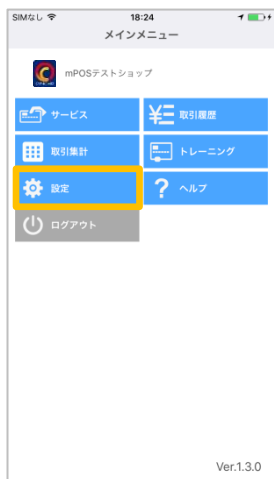 SIMなし 18:24
メインメニュー
mPOSテストショップ
サービス ¥ 取引履歴
取引集計 トレーニング
設定 ? ヘルプ
ログアウト
Ver.1.3.0